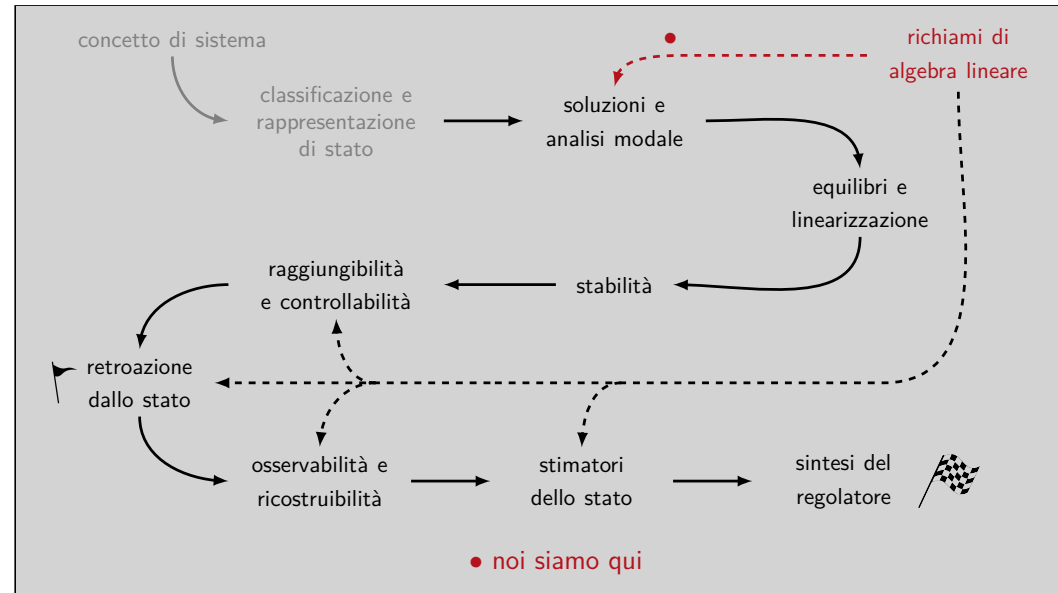 concetto di sistema
classificazione e
rappresentazione
di stato
soluzioni e
analisi modale
richiami di
algebra lineare
equilibri e
linearizzazione
stabilità
raggiungibilità
e controllabilità
retroazione
dallo stato
osservabilità e
ricostruibilità
stimatori
dello stato
sintesi del
regolatore
• noi siamo qui